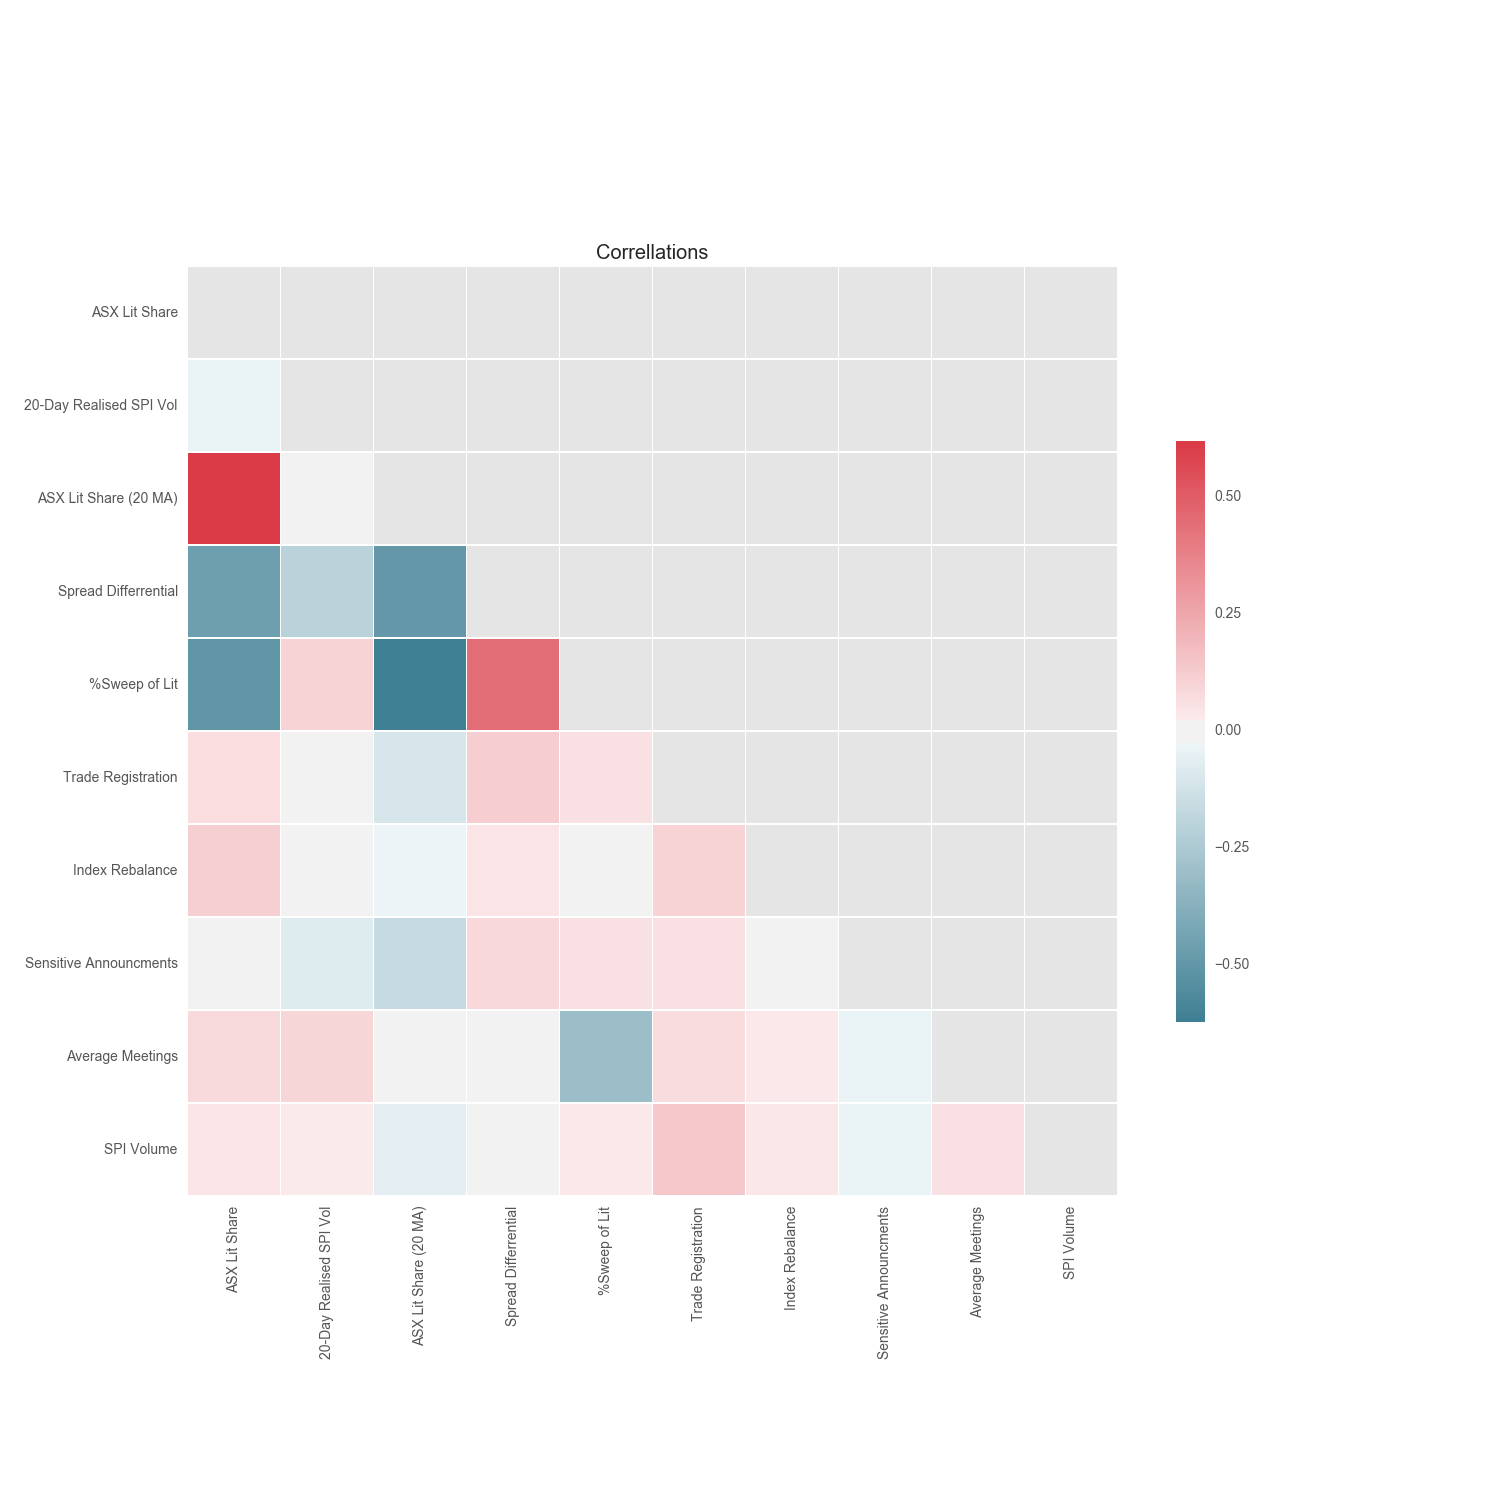 Correllations
ASX Lit Share
20-Day Realised SPI Vol
ASX Lit Share (20 MA)
Spread Differrential
%Sweep of Lit
Trade Registration
Index Rebalance
Sensitive Announcments
Average Meetings
SPI Volume
ASX Lit Share
20-Day Realised SPI Vol
ASX Lit Share (20 MA)
Spread Differrential
%Sweep of Lit
Trade Registration
Index Rebalance
Sensitive Announcments
Average Meetings
SPI Volume
0.50
0.25
0.00
−0.25
−0.50